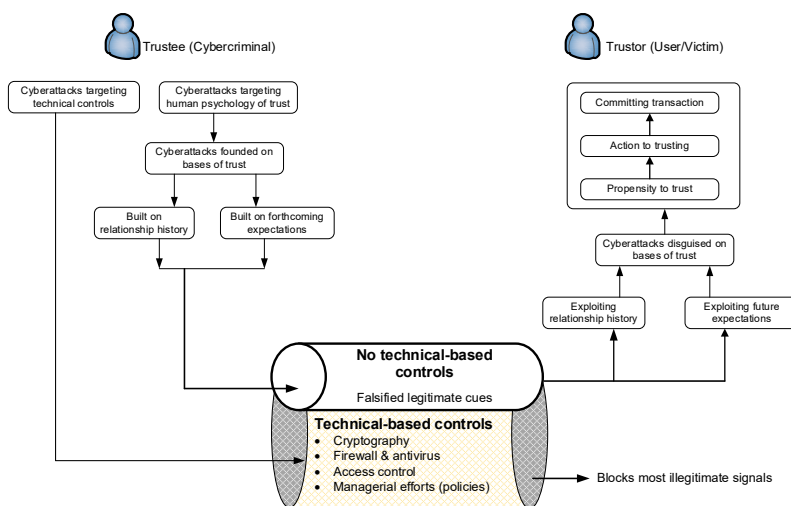 Trustee (Cybercriminal)
Trustor (User/Victim)
Cyberattacks targeting
technical controls
Cyberattacks targeting
human psychology of trust
Cyberattacks founded on
bases of trust
Built on
relationship history
Built on forthcoming
expectations
Committing transaction
Action to trusting
Propensity to trust
Cyberattacks disguised on
bases of trust
Exploiting
relationship history
Exploiting future
expectations
No technical-based
controls
Falsified legitimate cues
Technical-based controls
• Cryptography
• Firewall & antivirus
• Access control
• Managerial efforts (policies)
Blocks most illegitimate signals